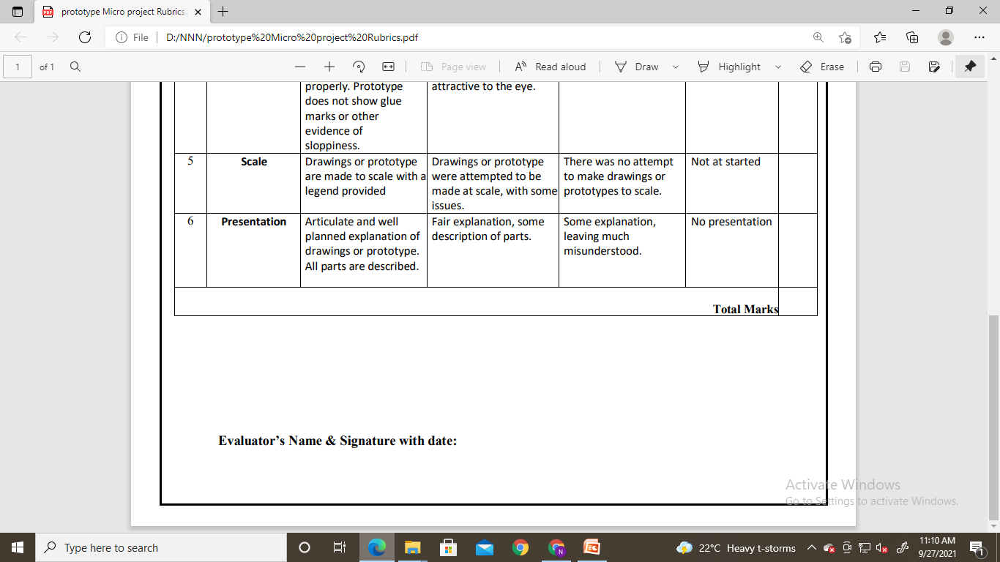 prototype Micro project Rubrics.
File D:/NNN/prototype%20Micro%20project%20Rubrics.pdf
1 of 1 Page view Read aloud Draw Highlight Erase
properly. Prototype
does not show glue
marks or other
evidence of
sloppiness.
attractive to the eye.
5
Scale
Drawings or prototype
are made to scale with a
legend provided
Drawings or prototype
were attempted to be
made at scale, with some
issues.
There was no attempt
to make drawings or
prototypes to scale.
Not at started
6
Presentation
Articulate and well
planned explanation of
drawings or prototype.
All parts are described.
Fair explanation, some
description of parts.
Some explanation,
leaving much
misunderstood.
No presentation
Total Marks
Evaluator’s Name & Signature with date:
Activate Windows
Go to Settings to activate Windows.
Type here to search
22°C Heavy t-storms
11:10 AM
9/27/2021
1